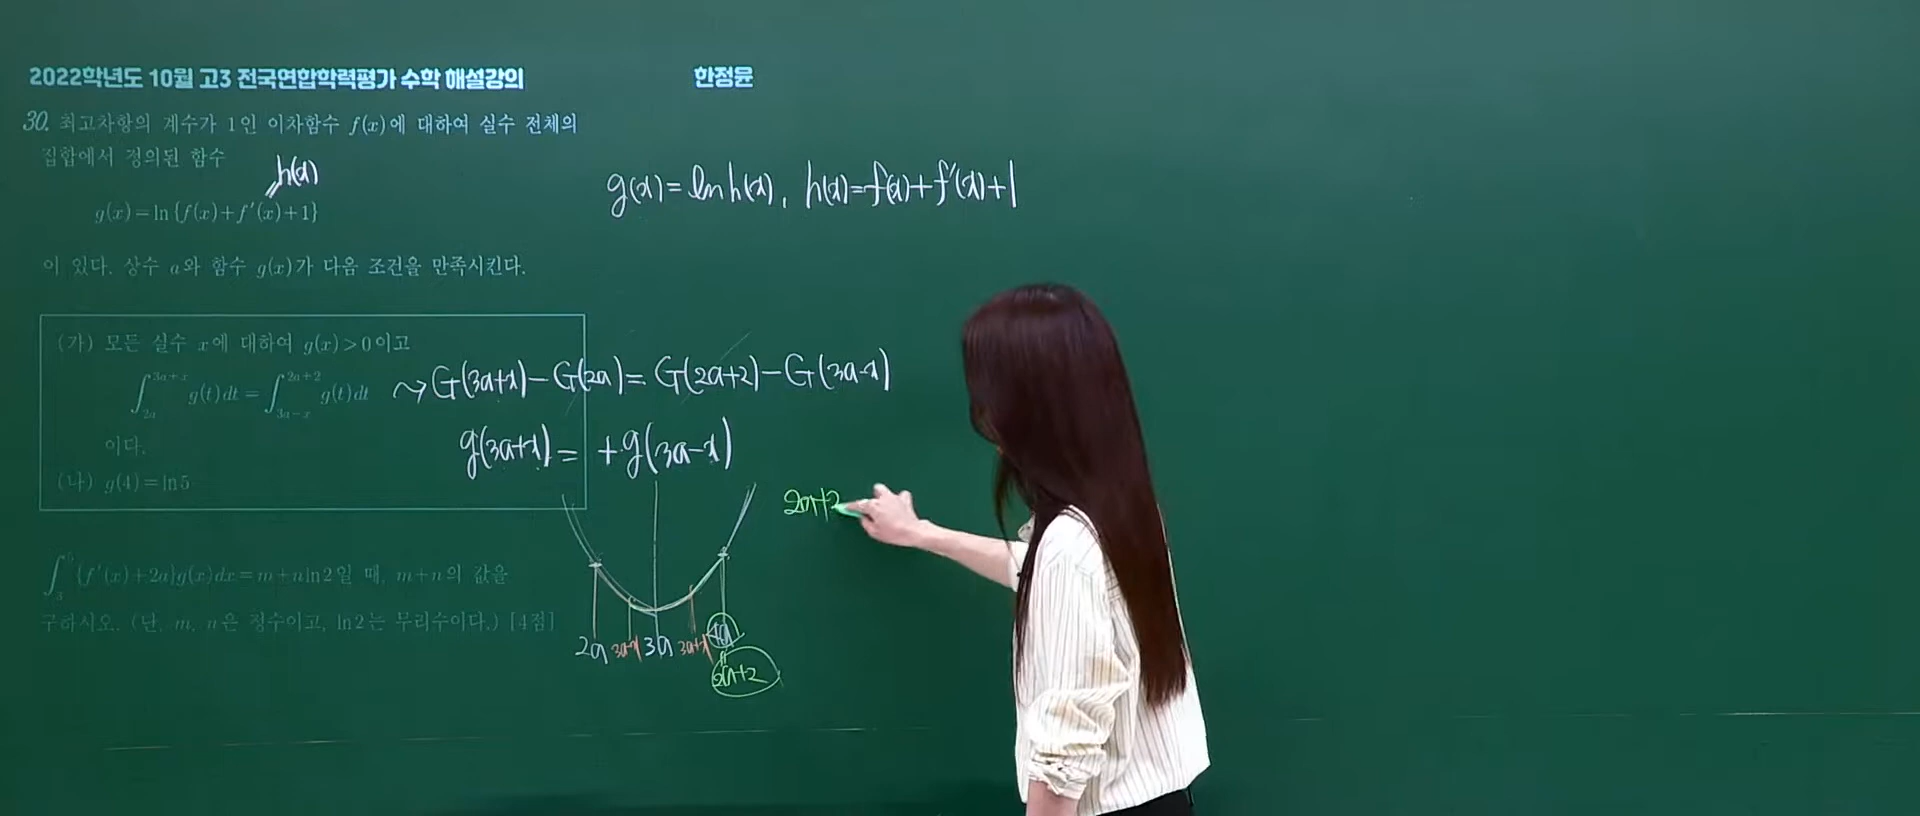 2022학년도 10월 고3 전국연합학력평가 수학 해설강의
한정윤
30. 최고차항의 계수가 1인 이차함수 f(x)에 대하여 실수 전체의
집합에서 정의된 함수
h(x)
g(x)=ln{f(x)+f′(x)+1}
이 있다. 상수 a와 함수 g(x)가 다음 조건을 만족시킨다.
(가) 모든 실수 x에 대하여 g(x)>0이고
∫_{2a}^{3a+x} g(t)dt = ∫_{3a-x}^{2a+2} g(t)dt
이다.
(나) g(4)=ln5
{f′(x)+2a}g(x)dx=m+n ln2일 때, m+n의 값을
구하시오. (단, m, n은 정수이고, ln2는 무리수이다.) [4점]
g(x)=ln h(x), h(x)=f(x)+f′(x)+1
→G(3a+x)-G(2a)=G(2a+2)-G(3a-x)
g(3a+x)= +g(3a-x)
2a+2
2a 3a-x 3a 3a+x 4a
2a+2